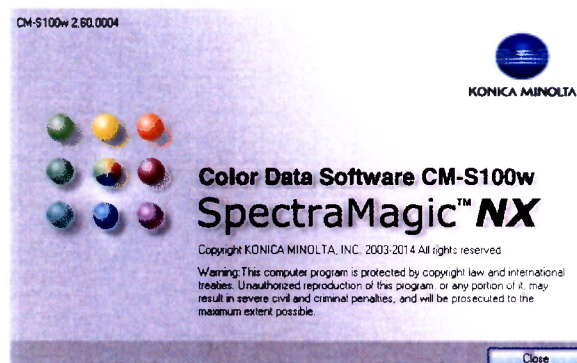 CM-S100w 2.60.0004
KONICA MINOLTA
Color Data Software CM-S100w
SpectraMagic™ NX
Copyright KONICA MINOLTA, INC. 2003-2014 All rights reserved
Warning: This computer program is protected by copyright law and international
treaties. Unauthorized reproduction of this program, or any portion of it, may
result in severe civil and criminal penalties, and will be prosecuted to the
maximum extent possible.
Close